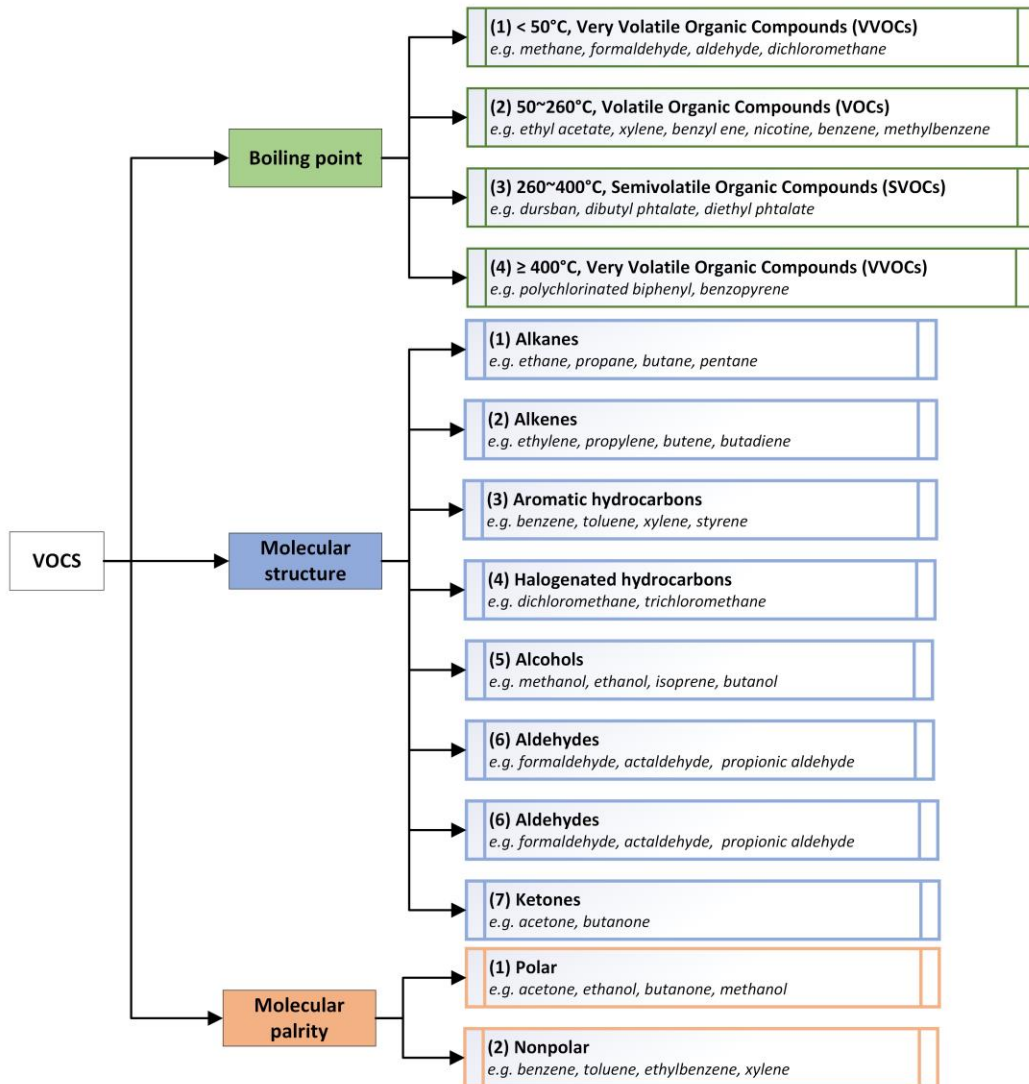 (1) < 50°C, Very Volatile Organic Compounds (VVOCs)
e.g. methane, formaldehyde, aldehyde, dichloromethane
(2) 50~260°C, Volatile Organic Compounds (VOCs)
e.g. ethyl acetate, xylene, benzyl ene, nicotine, benzene, methylbenzene
Boiling point
(3) 260~400°C, Semivolatile Organic Compounds (SVOCs)
e.g. dursban, dibutyl phtalate, diethyl phtalate
(4) ≥ 400°C, Very Volatile Organic Compounds (VVOCs)
e.g. polychlorinated biphenyl, benzopyrene
(1) Alkanes
e.g. ethane, propane, butane, pentane
(2) Alkenes
e.g. ethylene, propylene, butene, butadiene
(3) Aromatic hydrocarbons
e.g. benzene, toluene, xylene, styrene
VOCS
Molecular
structure
(4) Halogenated hydrocarbons
e.g. dichloromethane, trichloromethane
(5) Alcohols
e.g. methanol, ethanol, isoprene, butanol
(6) Aldehydes
e.g. formaldehyde, actaldehyde, propionic aldehyde
(6) Aldehydes
e.g. formaldehyde, actaldehyde, propionic aldehyde
(7) Ketones
e.g. acetone, butanone
(1) Polar
e.g. acetone, ethanol, butanone, methanol
Molecular
palrity
(2) Nonpolar
e.g. benzene, toluene, ethylbenzene, xylene